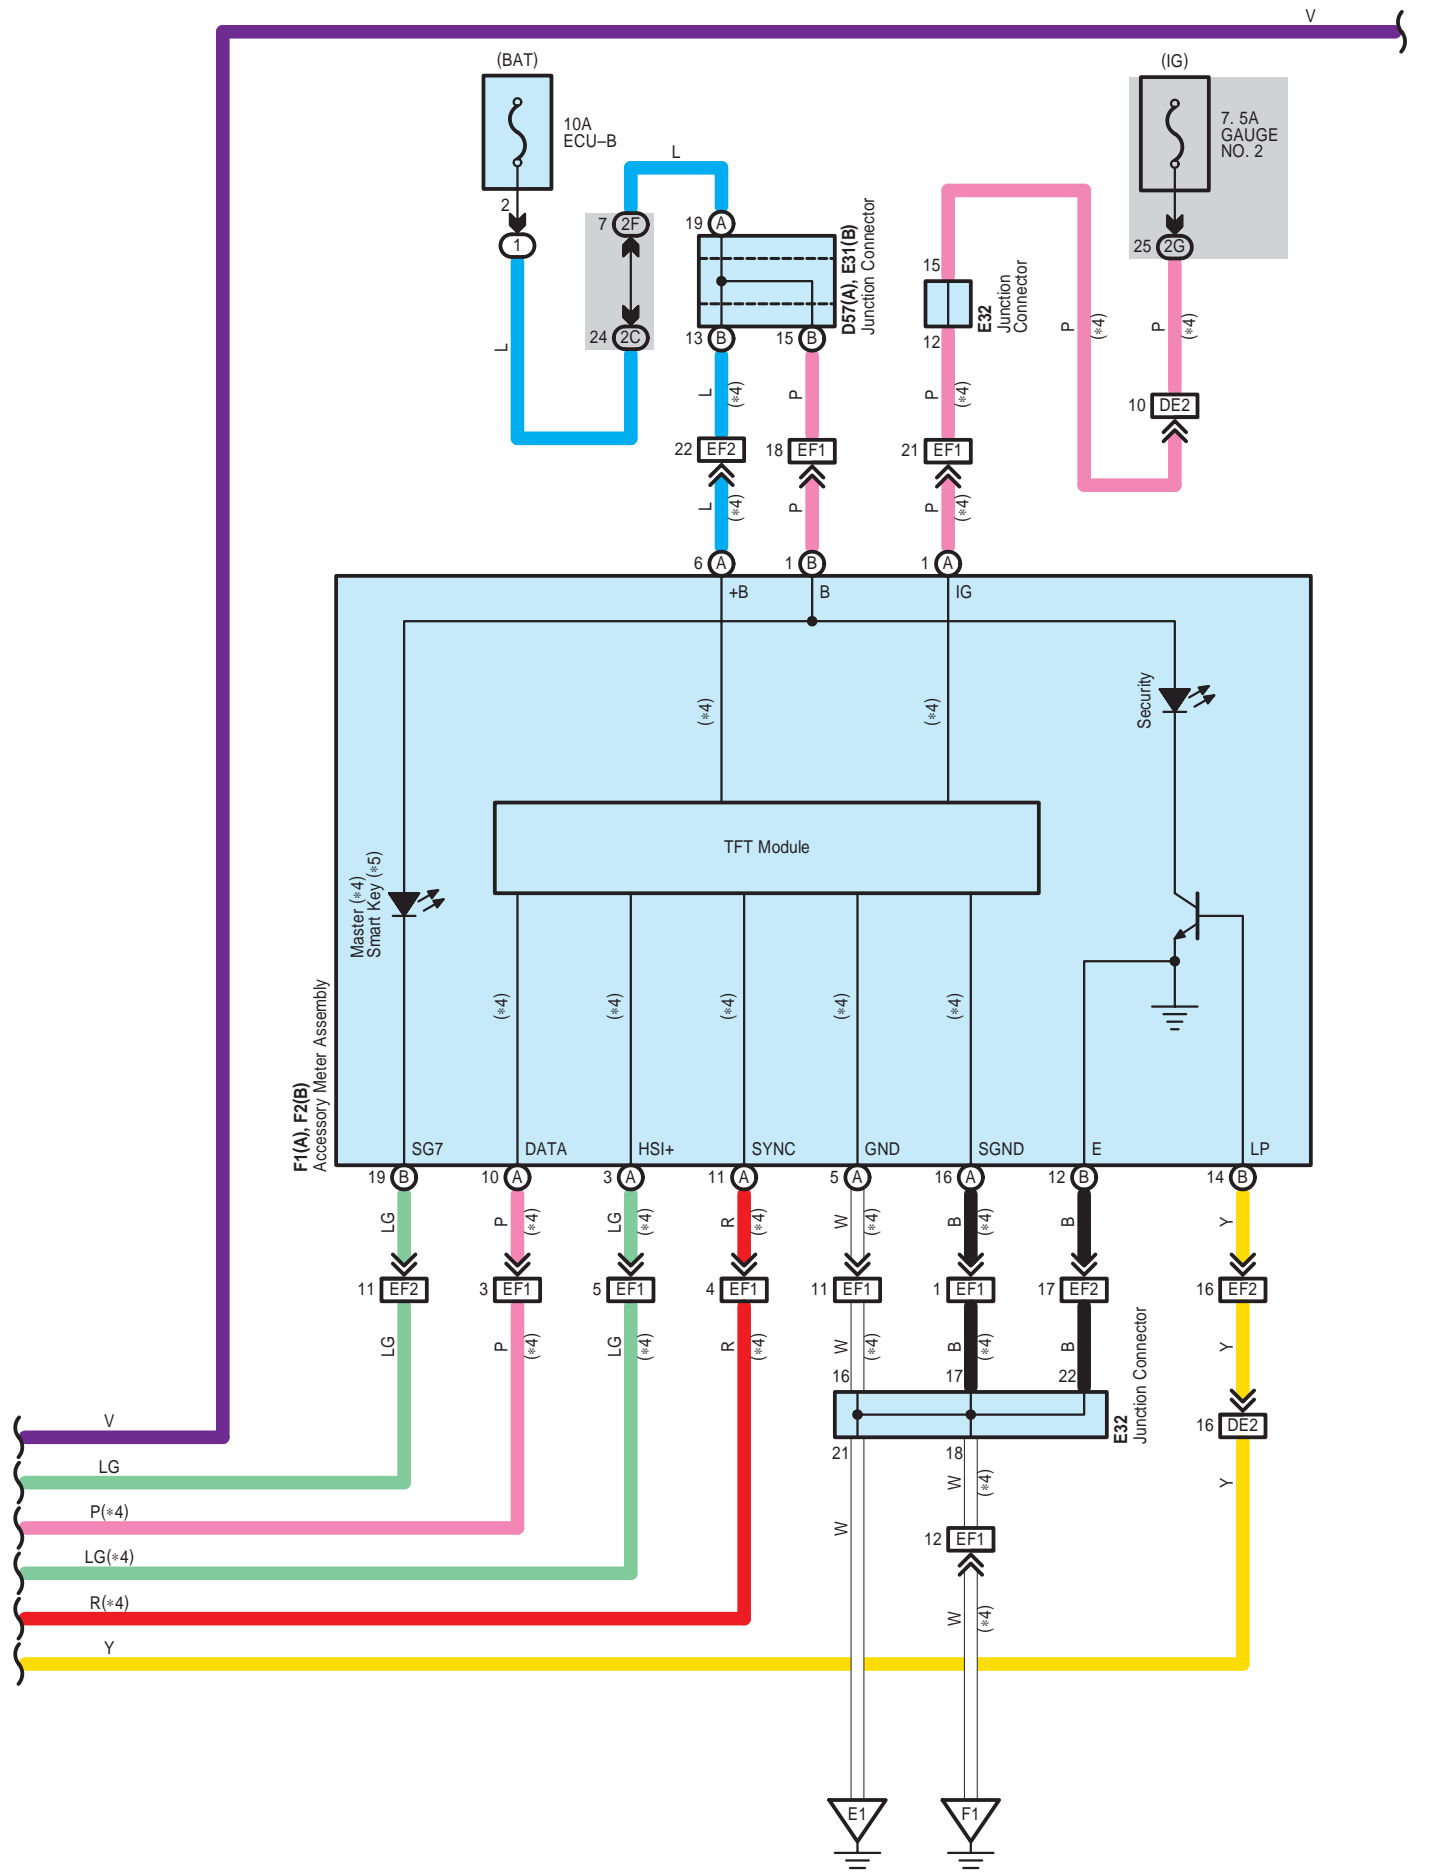 V
(BAT)
(IG)
10A
ECU–B
7. 5A
GAUGE
NO. 2
L
2
1
7 2F
24 2C
L
19 A
D57(A), E31(B)
Junction Connector
13 B
15 B
15
E32
Junction
Connector
12
25 2G
P
(∗4)
P
(∗4)
10 DE2
L
(∗4)
P
P
(∗4)
22 EF2
18 EF1
21 EF1
L
(∗4)
P
P
(∗4)
6 A
1 B
1 A
+B
B
IG
(∗4)
(∗4)
Security
TFT Module
Master (∗4)
Smart Key (∗5)
(∗4)
(∗4)
(∗4)
(∗4)
(∗4)
F1(A), F2(B)
Accessory Meter Assembly
SG7
DATA
HSI+
SYNC
GND
SGND
E
LP
19 B
10 A
3 A
11 A
5 A
16 A
12 B
14 B
LG
P
(∗4)
LG
(∗4)
R
(∗4)
W
(∗4)
B
(∗4)
B
Y
11 EF2
3 EF1
5 EF1
4 EF1
11 EF1
1 EF1
17 EF2
16 EF2
LG
P
(∗4)
LG
(∗4)
R
(∗4)
W
(∗4)
B
(∗4)
B
Y
16
17
22
E32
Junction Connector
21
18
16 DE2
V
LG
P(∗4)
LG(∗4)
R(∗4)
Y
W
W
(∗4)
Y
12 EF1
W
(∗4)
E1
F1